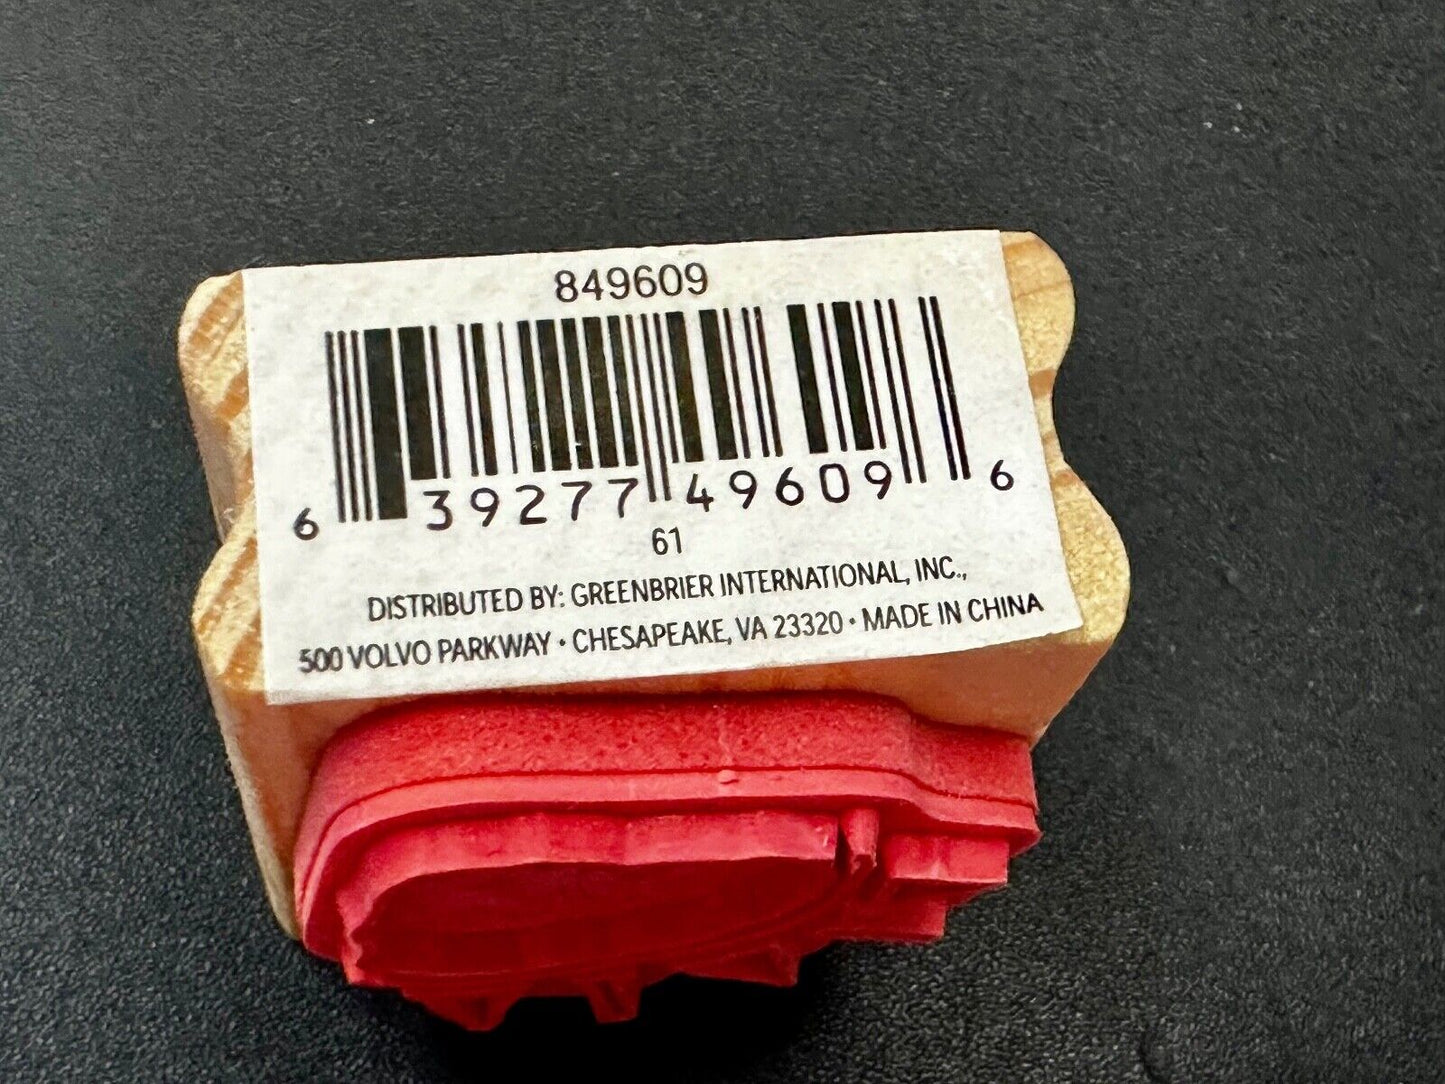 849609
6 39277 49609 6
61
DISTRIBUTED BY: GREENBRIER INTERNATIONAL, INC.,
500 VOLVO PARKWAY • CHESAPEAKE, VA 23320 • MADE IN CHINA